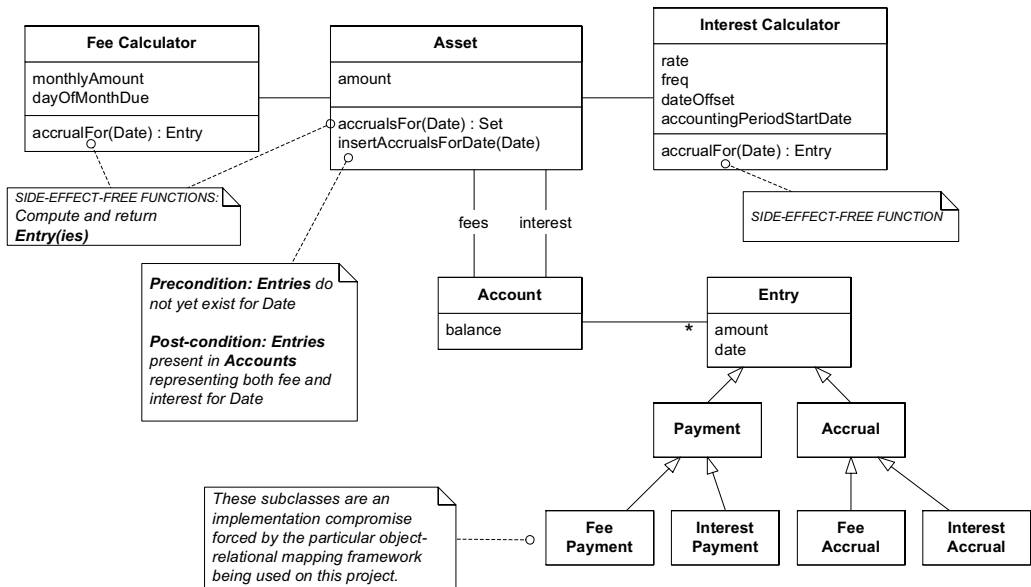 Fee Calculator
monthlyAmount
dayOfMonthDue
accrualFor(Date) : Entry
Asset
amount
accrualsFor(Date) : Set
insertAccrualsForDate(Date)
Interest Calculator
rate
freq
dateOffset
accountingPeriodStartDate
accrualFor(Date) : Entry
SIDE-EFFECT-FREE FUNCTIONS:
Compute and return
Entry(ies)
SIDE-EFFECT-FREE FUNCTION
fees
interest
Precondition: Entries do
not yet exist for Date
Post-condition: Entries
present in Accounts
representing both fee and
interest for Date
Account
balance
*
Entry
amount
date
Payment
Accrual
These subclasses are an
implementation compromise
forced by the particular object-
relational mapping framework
being used on this project.
Fee
Payment
Interest
Payment
Fee
Accrual
Interest
Accrual